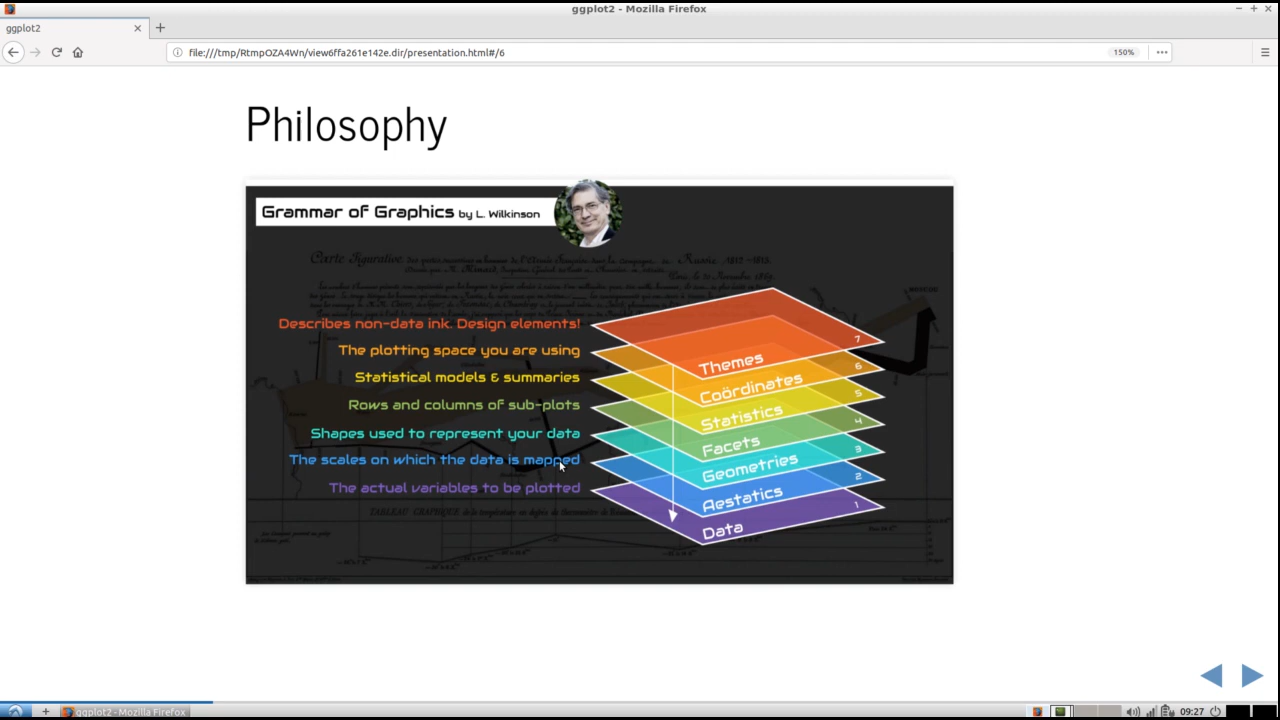 ggplot2 - Mozilla Firefox
ggplot2
file:///tmp/RtmpOZA4Wn/view6ffa261e142e.dir/presentation.html#/6
150%
Philosophy
Grammar of Graphics by L. Wilkinson
Describes non-data ink. Design elements!
The plotting space you are using
Statistical models & summaries
Rows and columns of sub-plots
Shapes used to represent your data
The scales on which the data is mapped
The actual variables to be plotted
Themes 7
Coördinates 6
Statistics 5
Facets 4
Geometries 3
Aestatics 2
Data 1
ggplot2 - Mozilla Firefox
09:27